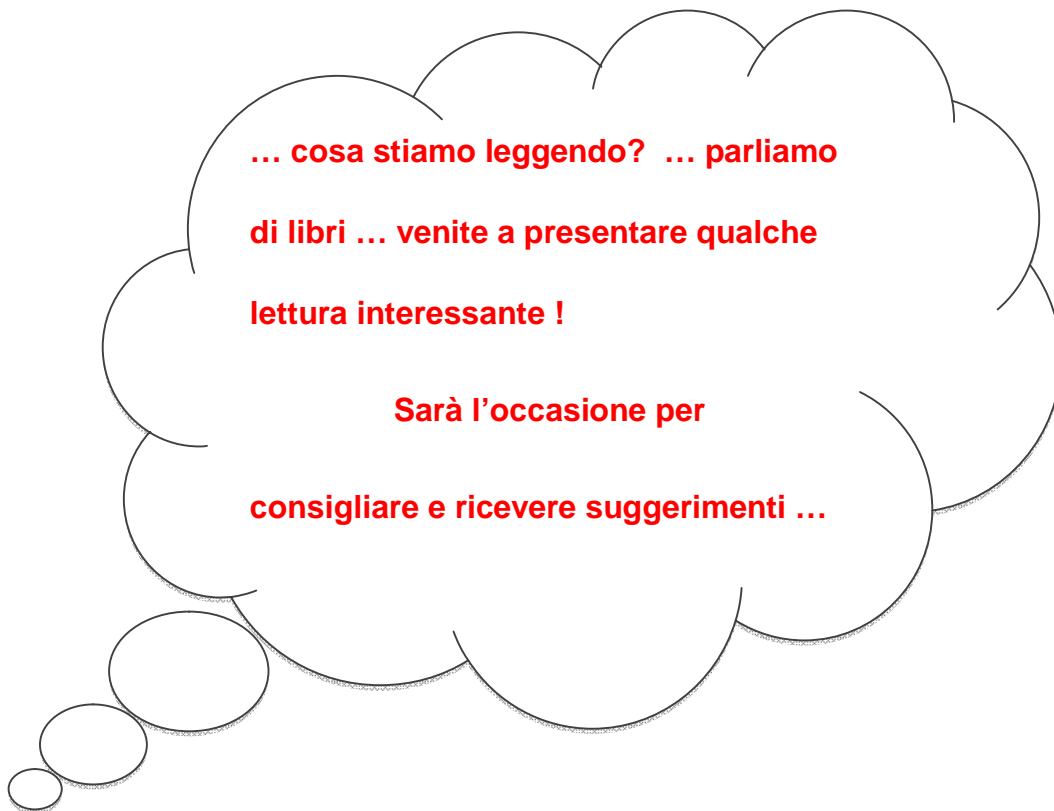 … cosa stiamo leggendo?  … parliamo
di libri … venite a presentare qualche
lettura interessante !
Sarà l’occasione per
consigliare e ricevere suggerimenti …